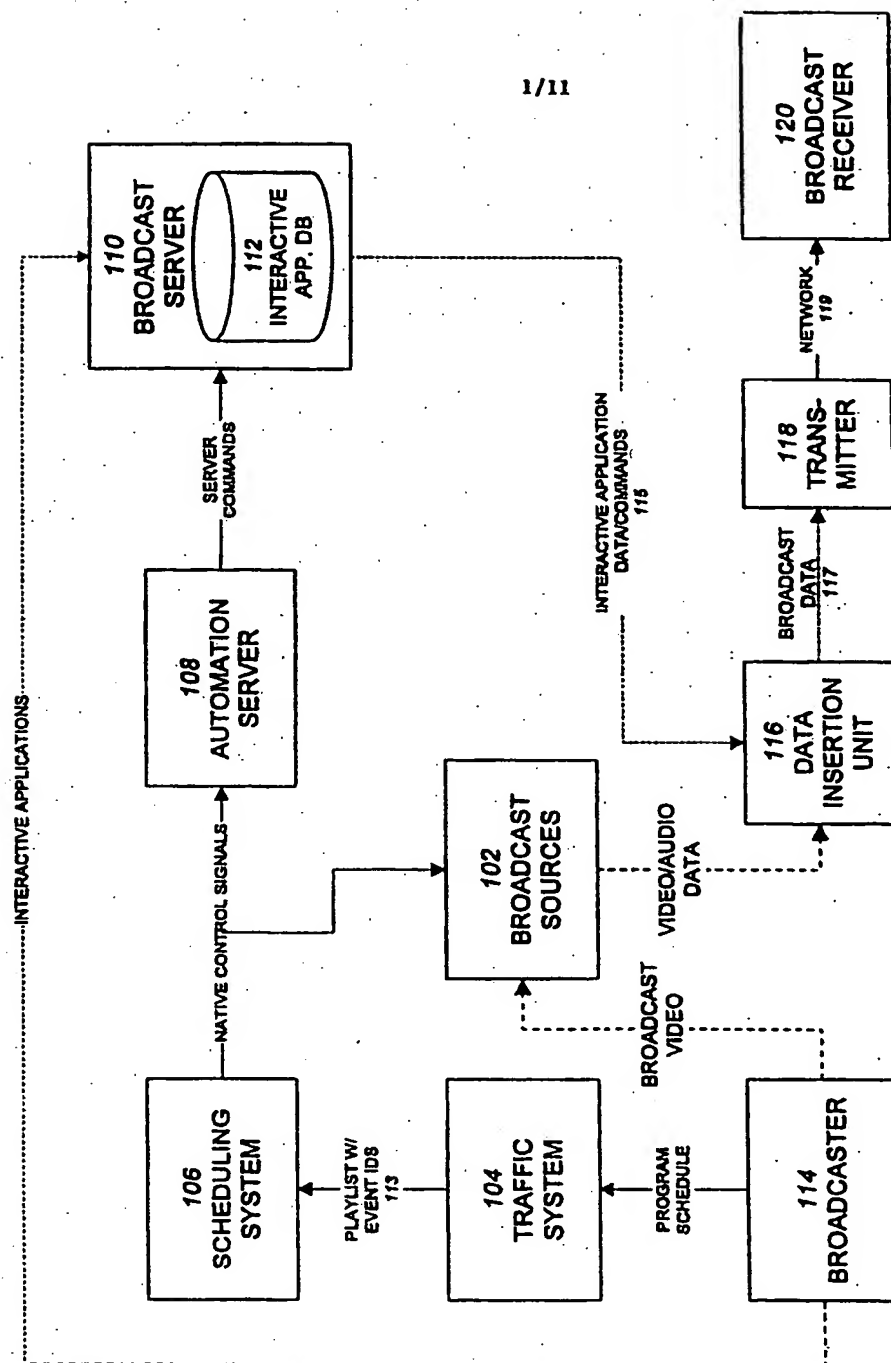 1/11
INTERACTIVE APPLICATIONS
106
SCHEDULING
SYSTEM
NATIVE CONTROL SIGNALS
108
AUTOMATION
SERVER
SERVER
COMMANDS
110
BROADCAST
SERVER
112
INTERACTIVE
APP. DB
PLAYLIST W/
EVENT IDS
113
104
TRAFFIC
SYSTEM
PROGRAM
SCHEDULE
114
BROADCASTER
BROADCAST
VIDEO
102
BROADCAST
SOURCES
VIDEO/AUDIO
DATA
INTERACTIVE APPLICATION
DATA/COMMANDS
115
116
DATA
INSERTION
UNIT
BROADCAST
DATA
117
118
TRANS-
MITTER
NETWORK
119
120
BROADCAST
RECEIVER